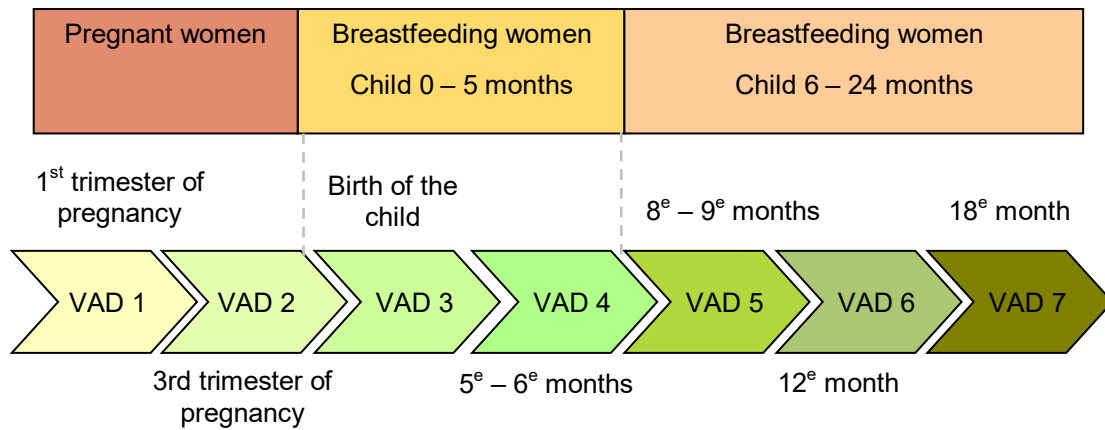 Pregnant women
Breastfeeding women
Child 0 – 5 months
Breastfeeding women
Child 6 – 24 months
1st trimester of
pregnancy
Birth of the
child
8e – 9e months
18e month
VAD 1
VAD 2
VAD 3
VAD 4
VAD 5
VAD 6
VAD 7
3rd trimester of
pregnancy
5e – 6e months
12e month